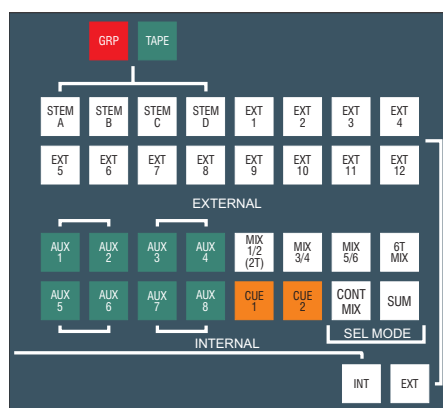 GRP TAPE
STEM A STEM B STEM C STEM D EXT 1 EXT 2 EXT 3 EXT 4
EXT 5 EXT 6 EXT 7 EXT 8 EXT 9 EXT 10 EXT 11 EXT 12
EXTERNAL
AUX 1 AUX 2 AUX 3 AUX 4 MIX 1/2 (2T) MIX 3/4 MIX 5/6 6T MIX
AUX 5 AUX 6 AUX 7 AUX 8 CUE 1 CUE 2 CONT MIX SUM
SEL MODE
INTERNAL
INT EXT